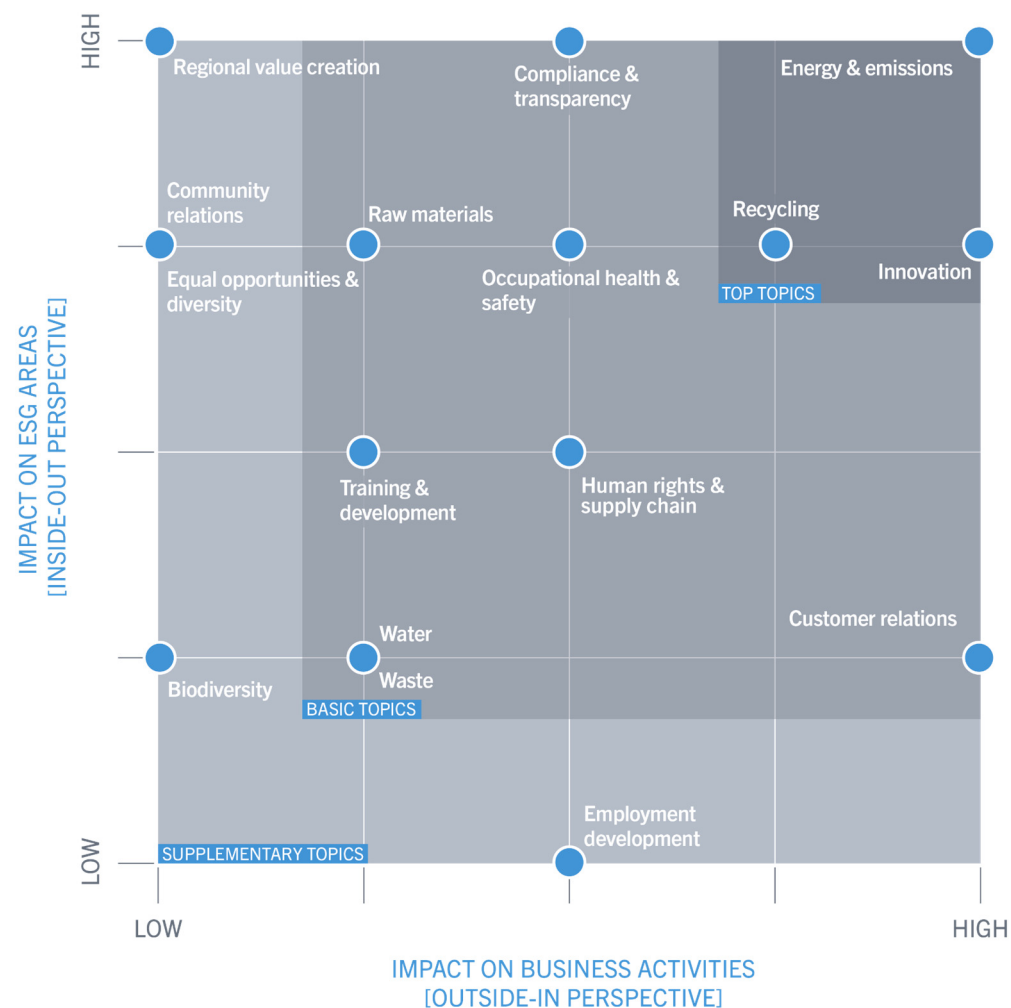 HIGH
Regional value creation
Compliance &
transparency
Energy & emissions
Community
relations
Raw materials
Recycling
Equal opportunities &
diversity
Occupational health &
safety
Innovation
TOP TOPICS
IMPACT ON ESG AREAS
[INSIDE-OUT PERSPECTIVE]
Training &
development
Human rights &
supply chain
Water
Customer relations
Biodiversity
Waste
BASIC TOPICS
Employment
development
SUPPLEMENTARY TOPICS
LOW
LOW
HIGH
IMPACT ON BUSINESS ACTIVITIES
[OUTSIDE-IN PERSPECTIVE]